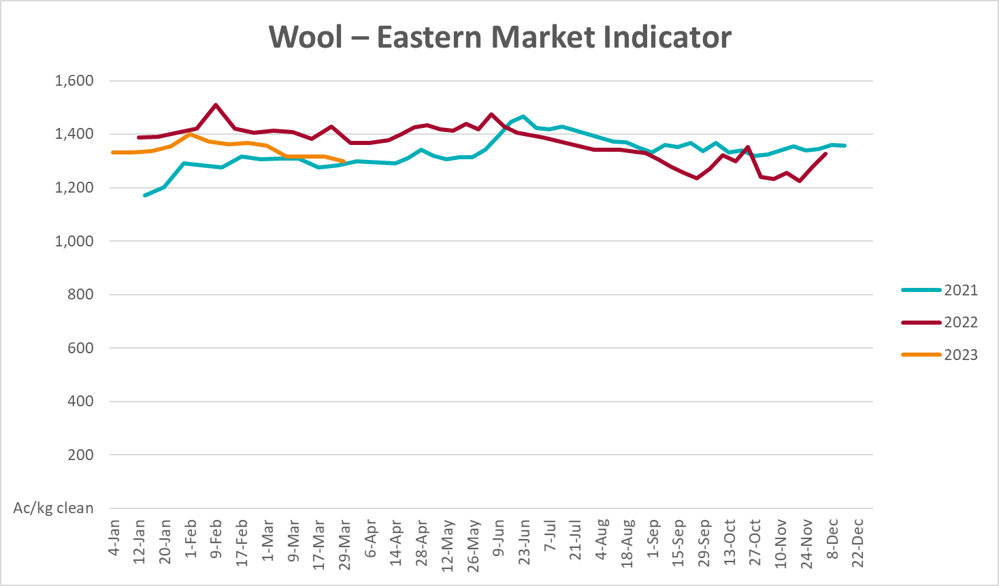 Wool – Eastern Market Indicator
1,600
1,400
1,200
1,000
800
600
400
200
Ac/kg clean
4-Jan
12-Jan
20-Jan
1-Feb
9-Feb
17-Feb
1-Mar
9-Mar
17-Mar
29-Mar
6-Apr
14-Apr
28-Apr
12-May
26-May
9-Jun
23-Jun
7-Jul
21-Jul
4-Aug
18-Aug
1-Sep
15-Sep
29-Sep
13-Oct
27-Oct
10-Nov
24-Nov
8-Dec
22-Dec
2021
2022
2023